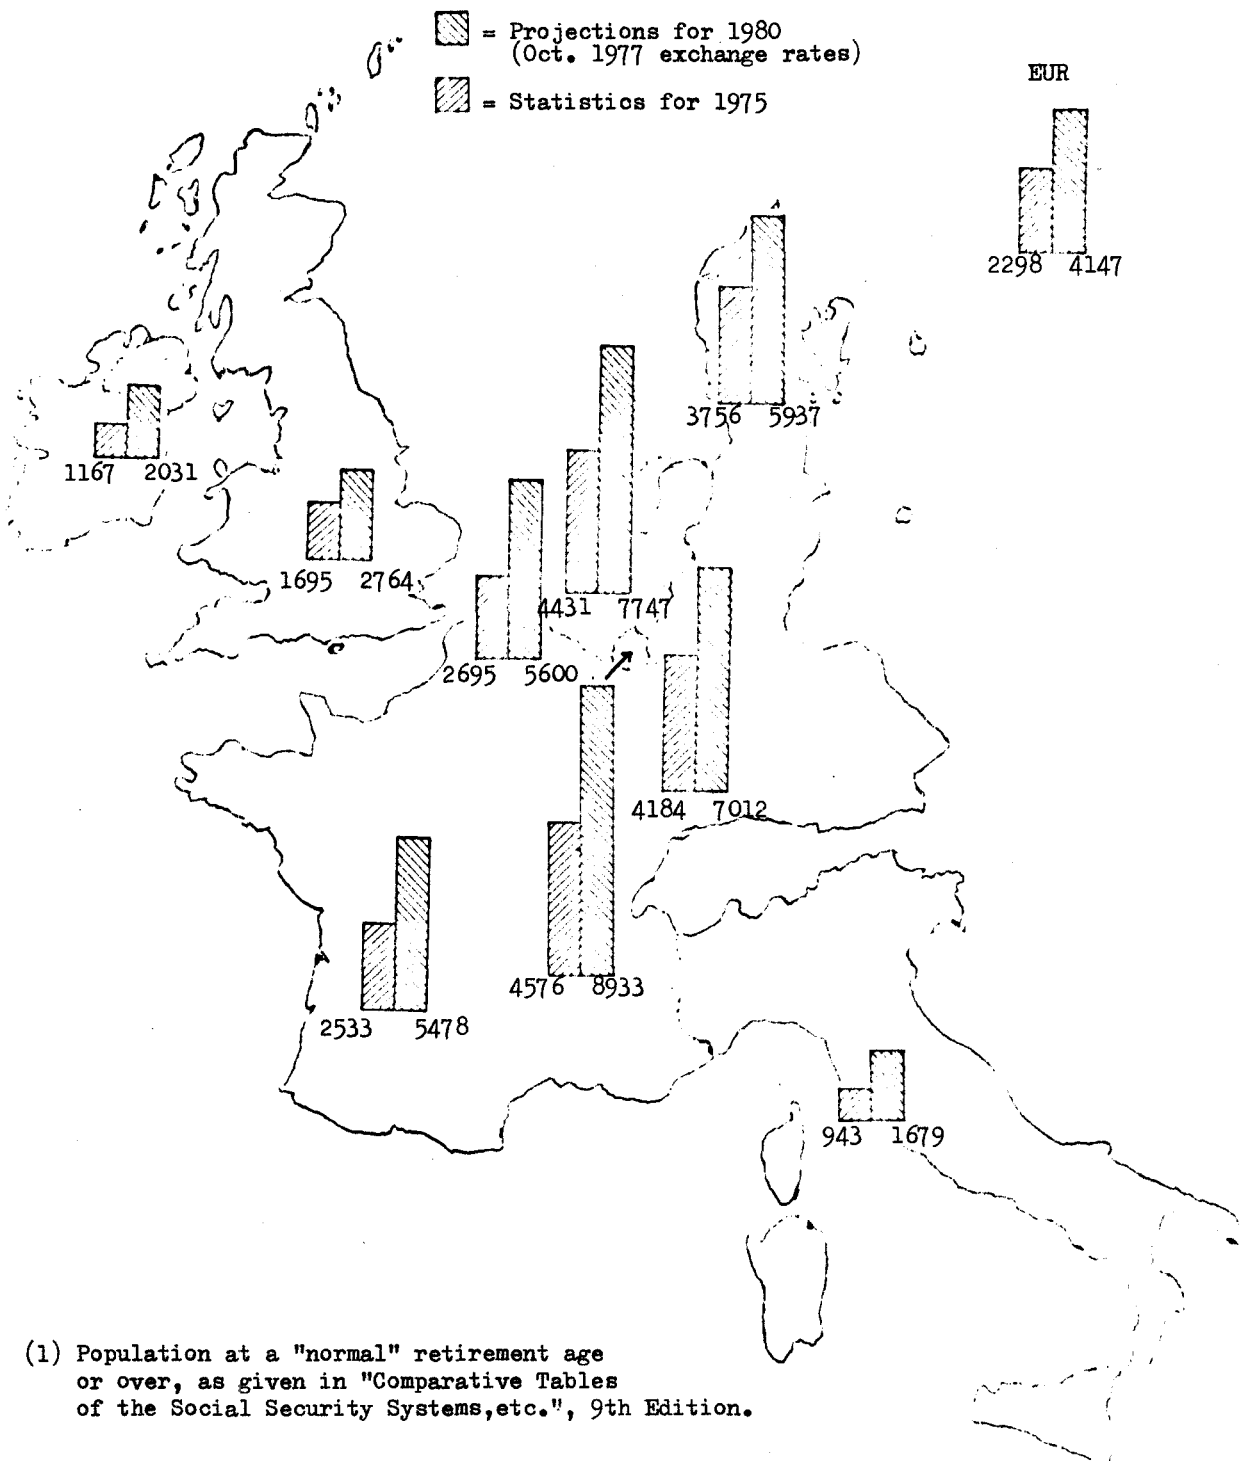 = Projections for 1980
(Oct. 1977 exchange rates)
= Statistics for 1975
EUR
2298 4147
3756 5937
1167 2031
1695 2764
4431 7747
2695 5600
4184 7012
4576 8933
2533 5478
943 1679
(1) Population at a "normal" retirement age
or over, as given in "Comparative Tables
of the Social Security Systems,etc.", 9th Edition.